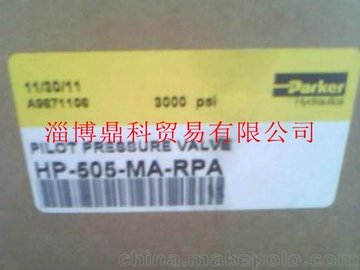 11/30/11
A9671106
3000 psi
Parker
Hydraulics
淄博鼎科贸易有限公司
PILOT PRESSURE VALVE
HP-505-MA-RPA
china.makepolo.com